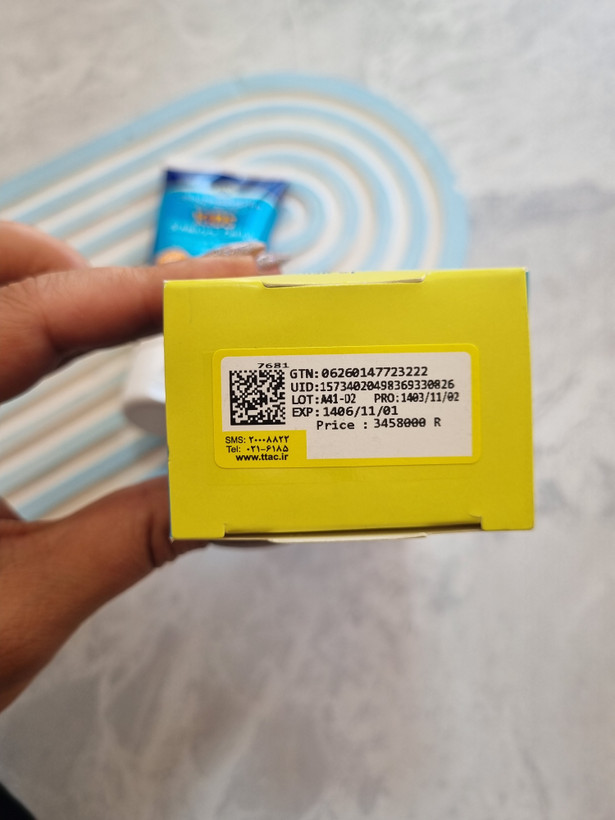 7681
GTN:06260147723222
UID:15734020498369330826
LOT:A41-D2 PRO:1403/11/02
EXP:1406/11/01
Price : 3458000 R
SMS: ۲۰۰۰۸۸۲۲
Tel: ۰۲۱-۶۱۸۵
www.ttac.ir